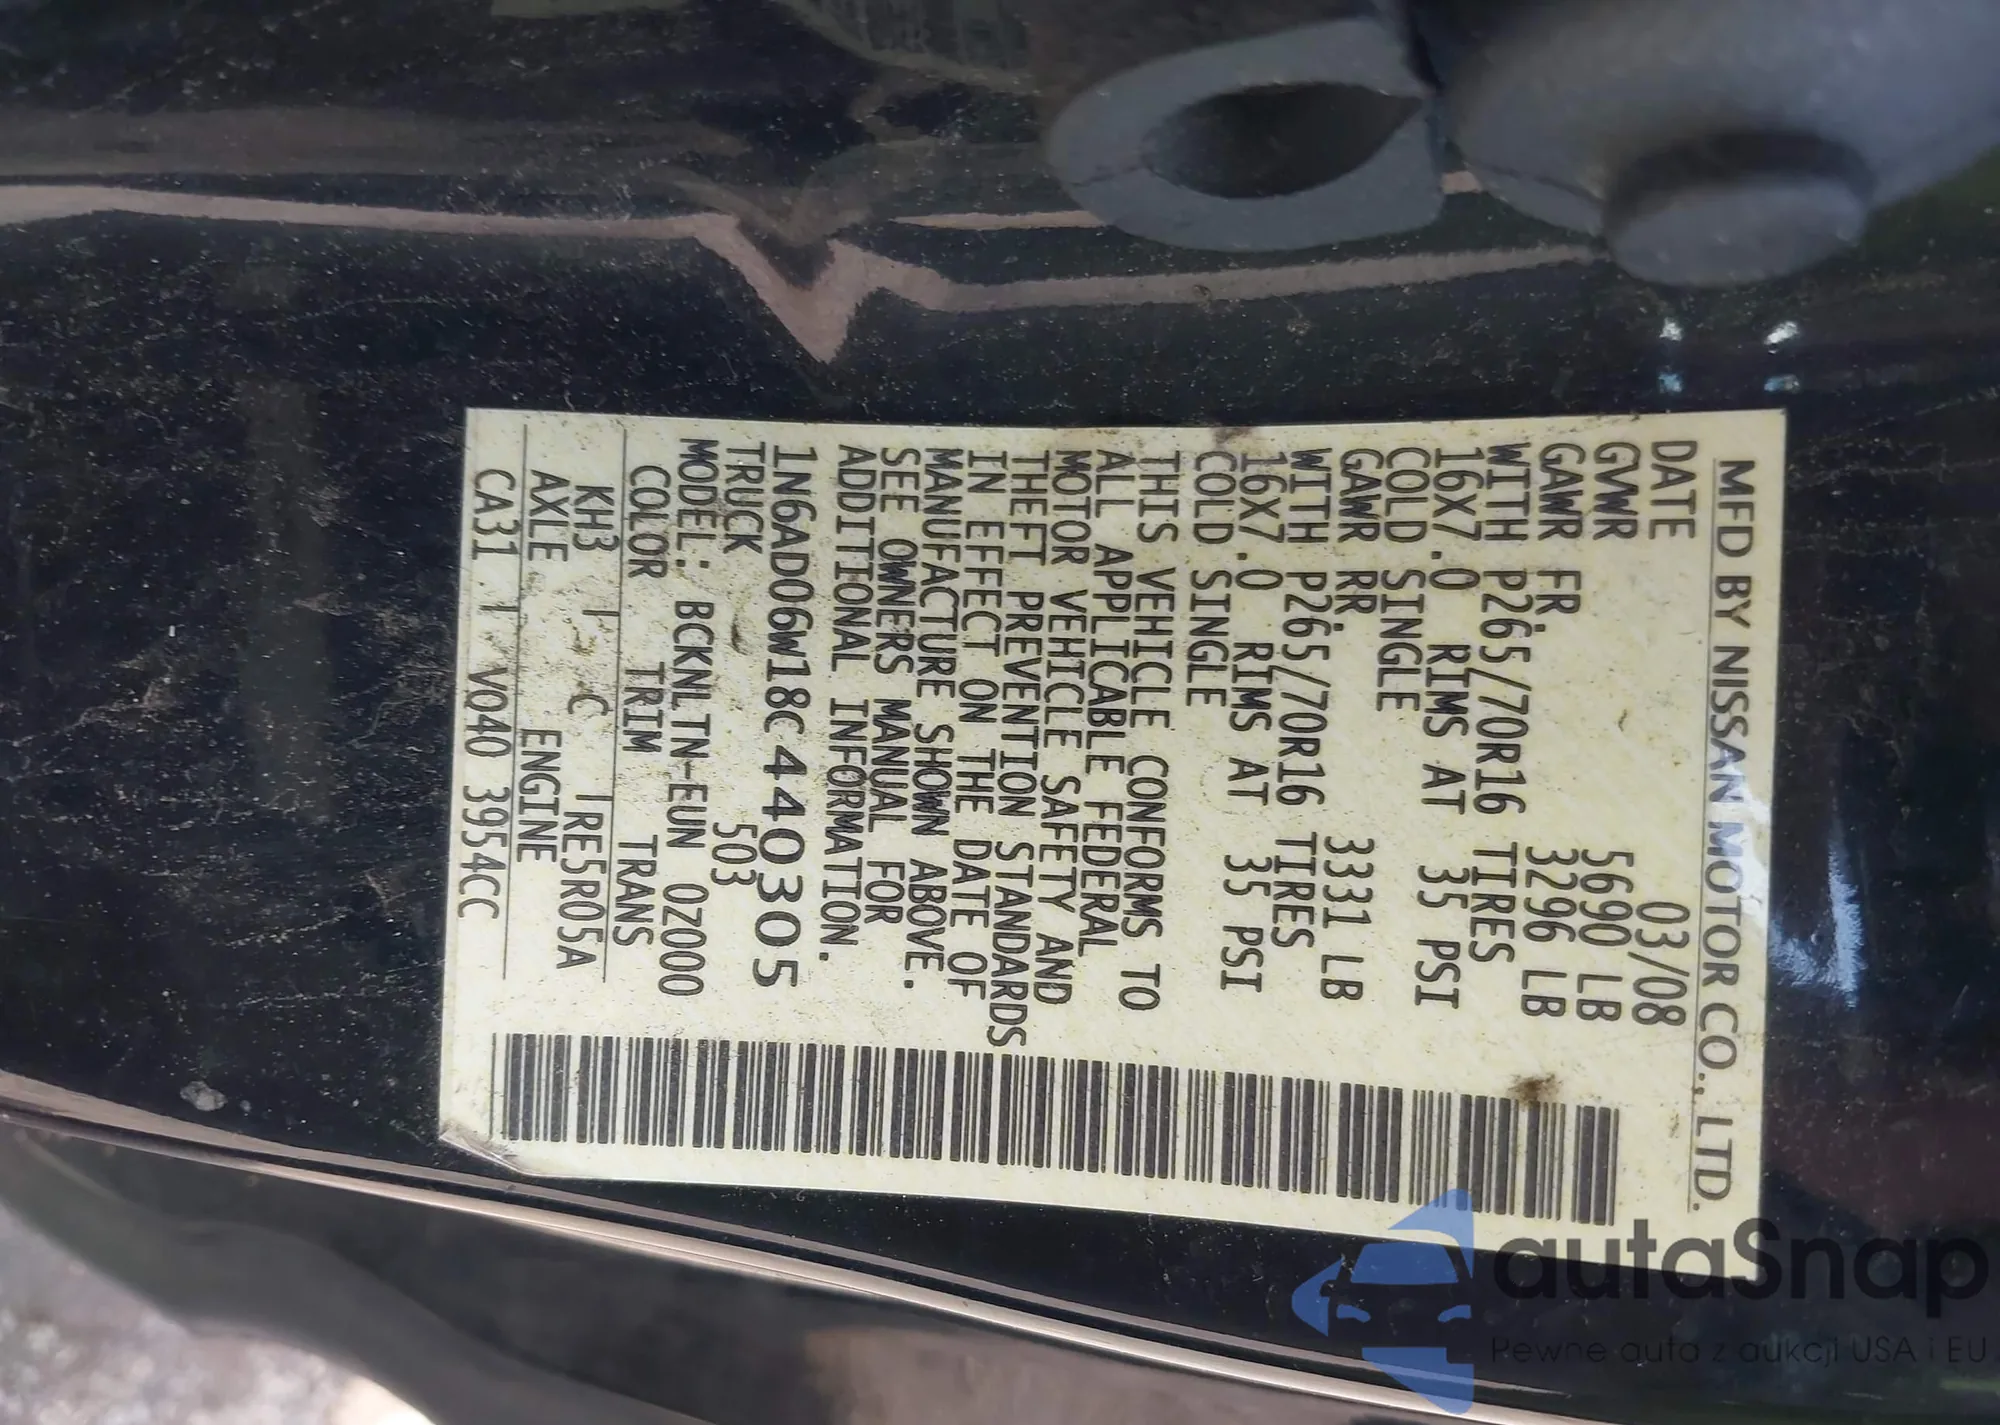 MFD BY NISSAN MOTOR CO., LTD.
DATE 03/08
GVWR 5690 LB
GAWR FR. 3296 LB
WITH P265/70R16 TIRES
16X7.0 RIMS AT 35 PSI
COLD SINGLE
GAWR RR. 3331 LB
WITH P265/70R16 TIRES
16X7.0 RIMS AT 35 PSI
COLD SINGLE
THIS VEHICLE CONFORMS TO
ALL APPLICABLE FEDERAL
MOTOR VEHICLE SAFETY AND
THEFT PREVENTION STANDARDS
IN EFFECT ON THE DATE OF
MANUFACTURE SHOWN ABOVE.
SEE OWNERS MANUAL FOR
ADDITIONAL INFORMATION.
1N6AD06W18C440305
TRUCK 503
MODEL: BCKNLTN-EUN 0Z000
COLOR TRIM TRANS
KH3 C RE5R05A
AXLE ENGINE
CA31 VQ40 3954CC
autaSnap
Pewne auta z aukcji USA i EU